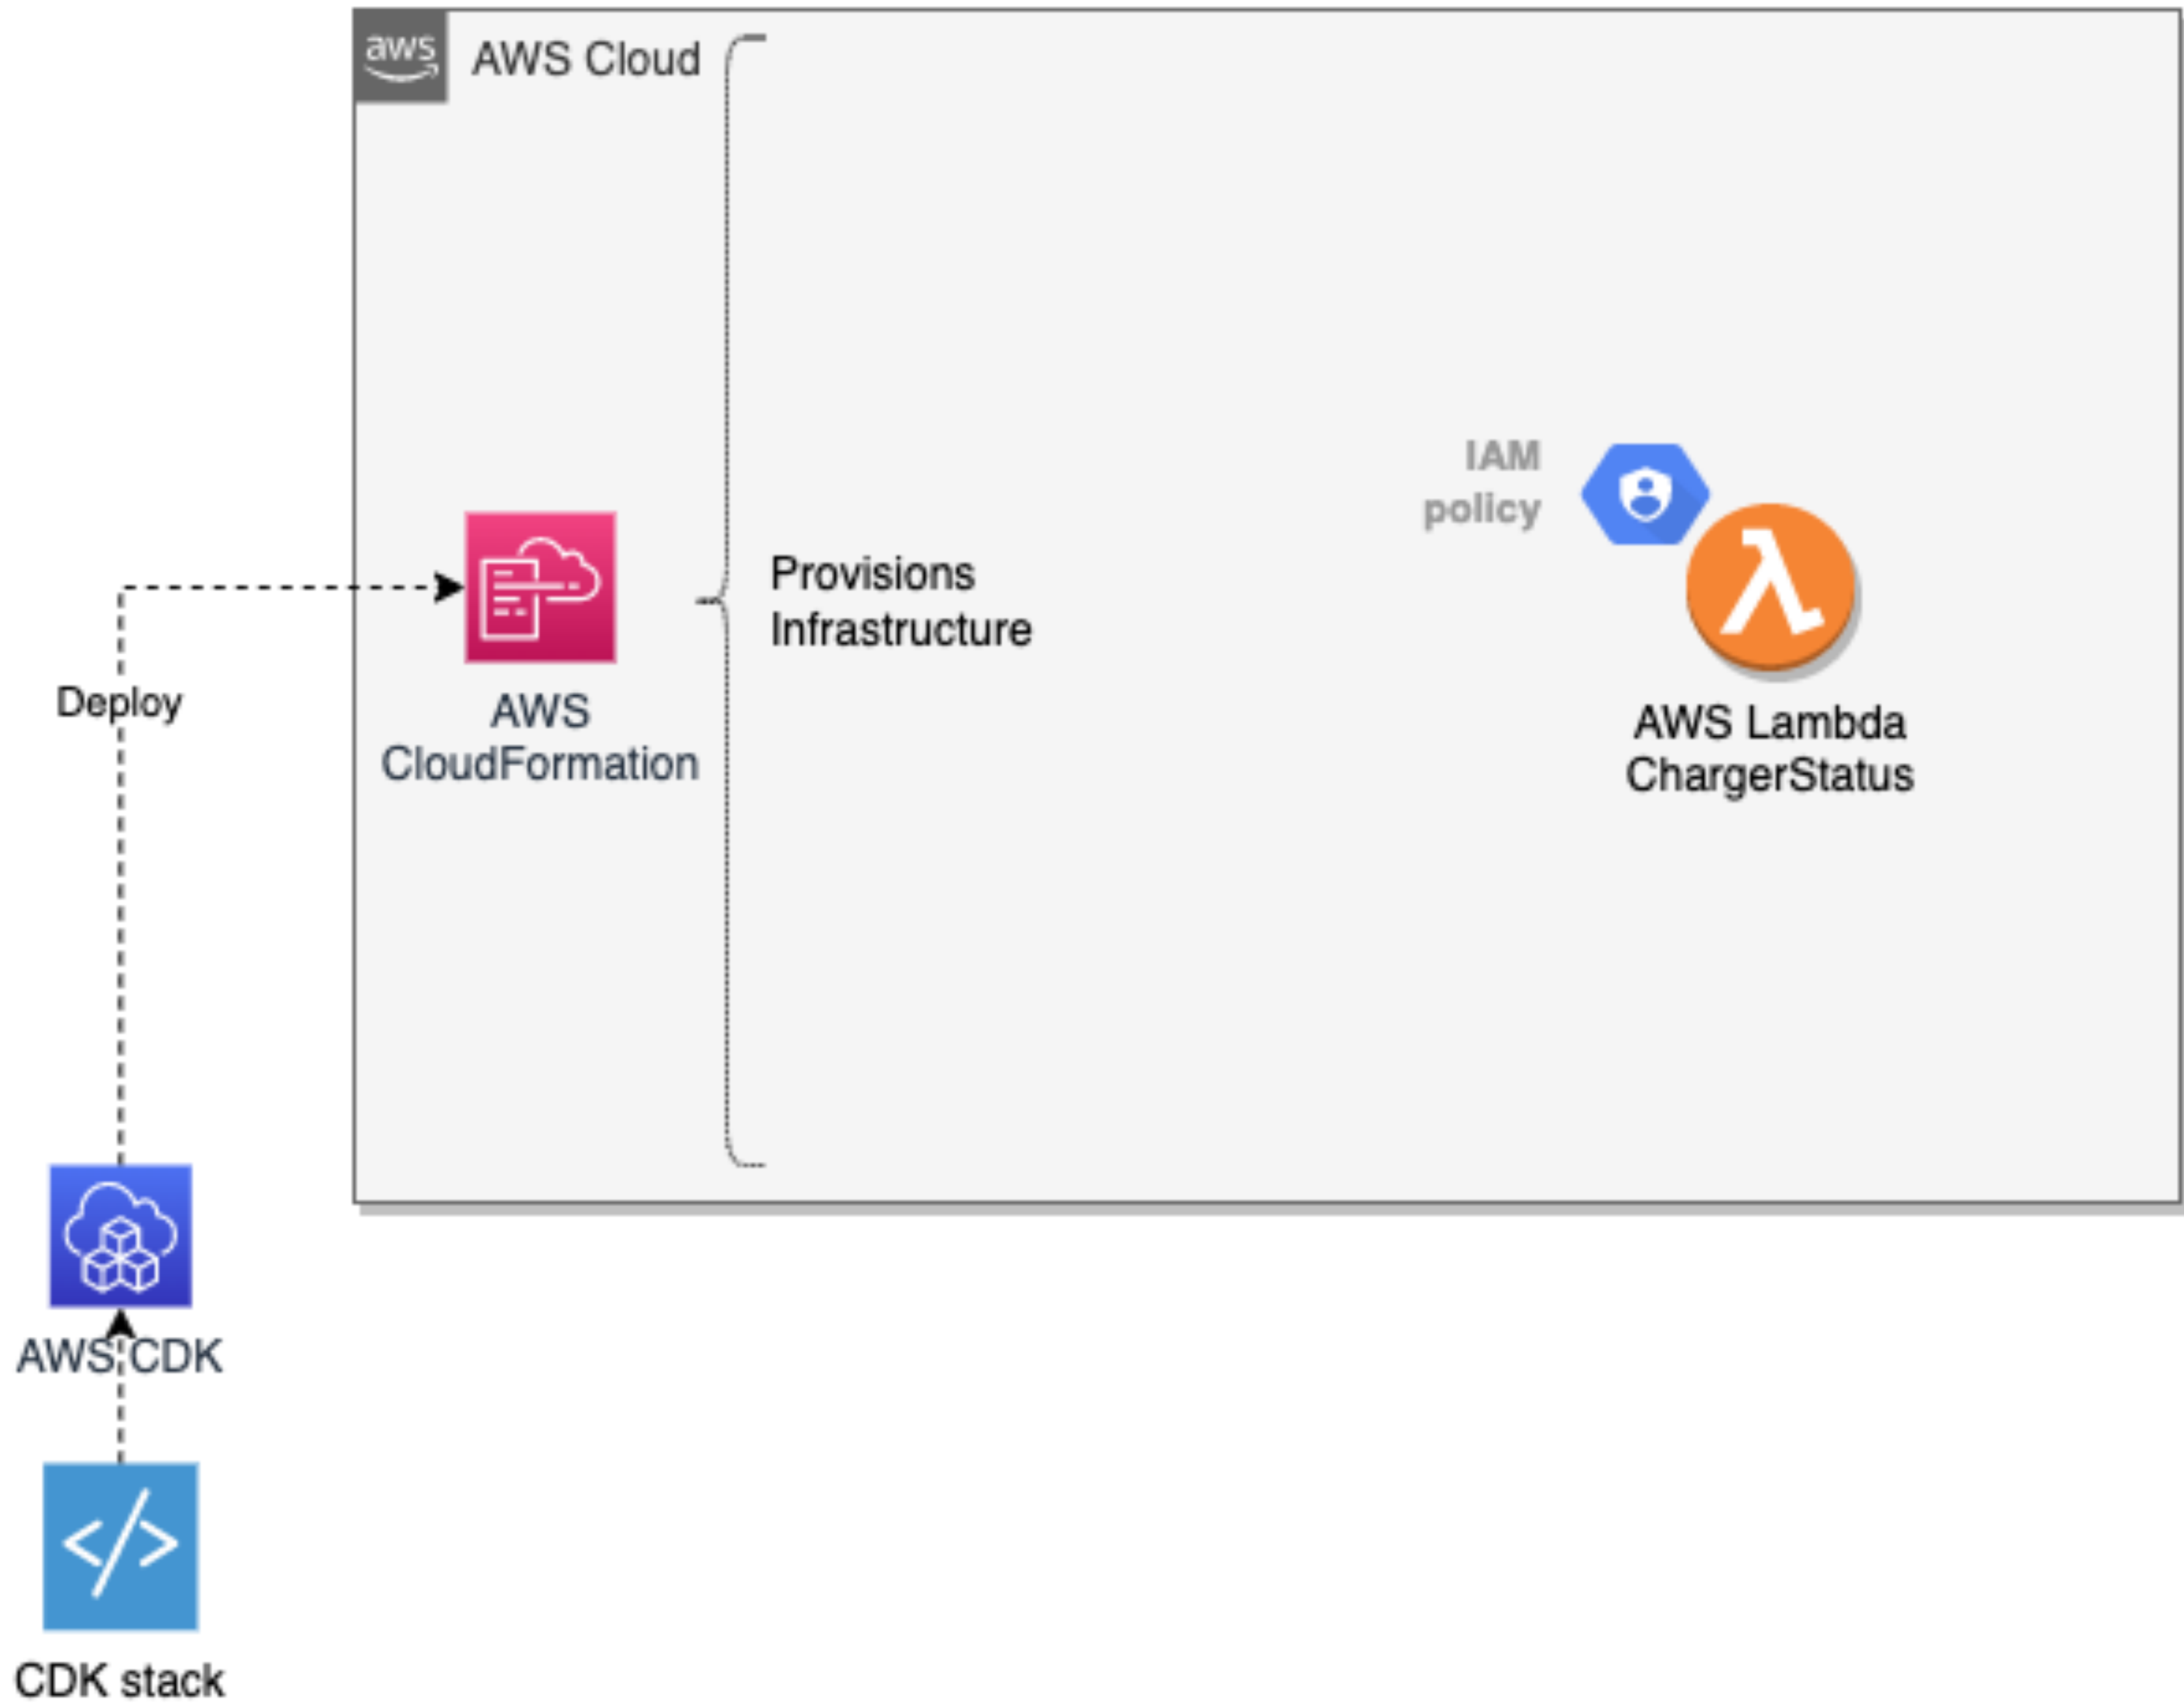 aws
AWS Cloud
IAM
policy
Provisions
Infrastructure
Deploy
AWS
CloudFormation
AWS Lambda
ChargerStatus
AWS CDK
</>
CDK stack